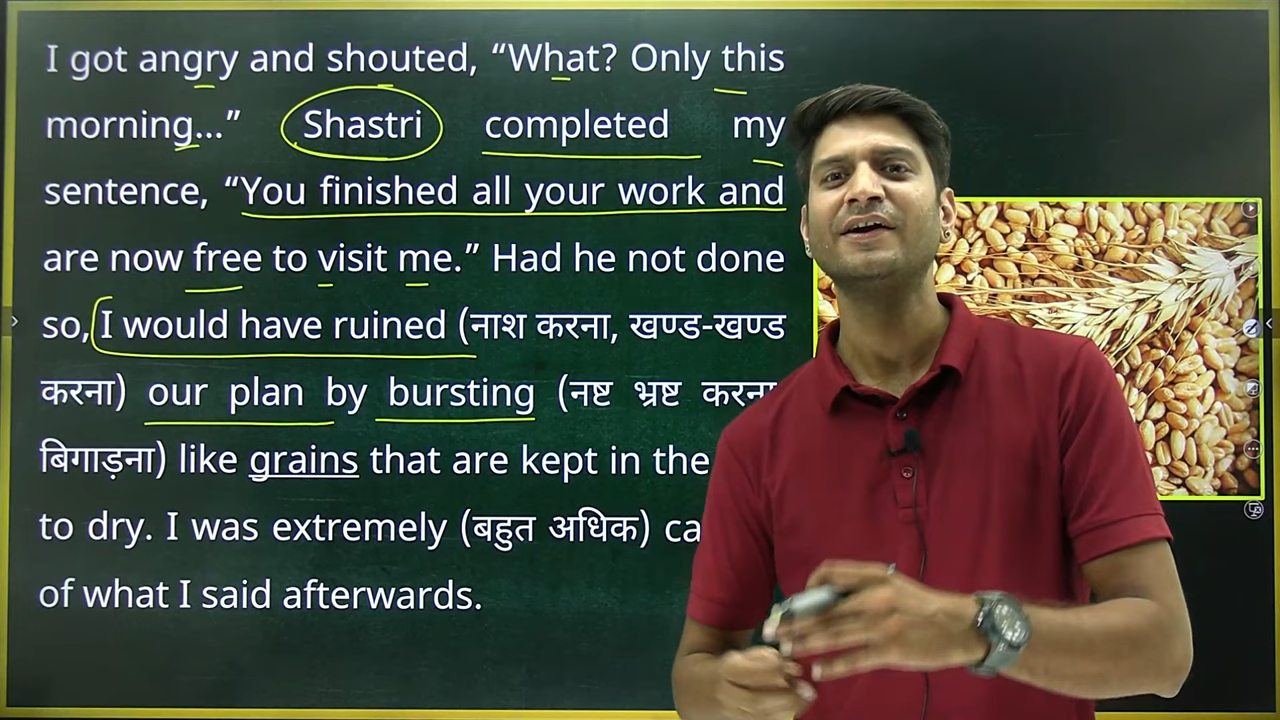 I got angry and shouted, “What? Only this
morning...” Shastri completed my
sentence, “You finished all your work and
are now free to visit me.” Had he not done
so, I would have ruined (नाश करना, खण्ड-खण्ड
करना) our plan by bursting (नष्ट भ्रष्ट करना
बिगाड़ना) like grains that are kept in the
to dry. I was extremely (बहुत अधिक)
of what I said afterwards.